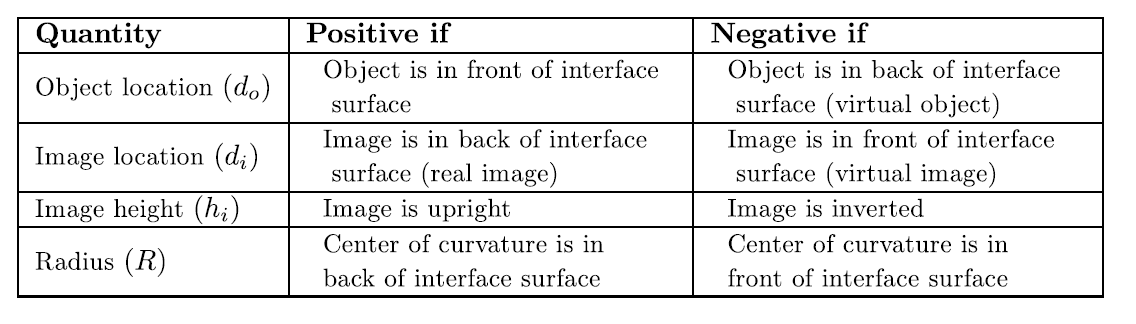 Quantity Positive if Negative if
Object location (d_o) Object is in front of interface Object is in back of interface
surface surface (virtual object)
Image location (d_i) Image is in back of interface Image is in front of interface
surface (real image) surface (virtual image)
Image height (h_i) Image is upright Image is inverted
Radius (R) Center of curvature is in Center of curvature is in
back of interface surface front of interface surface